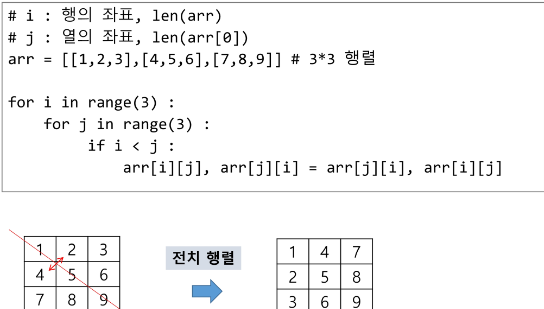 # i : 행의 좌표, len(arr)
# j : 열의 좌표, len(arr[0])
arr = [[1,2,3],[4,5,6],[7,8,9]] # 3*3 행렬
for i in range(3) :
for j in range(3) :
if i < j :
arr[i][j], arr[j][i] = arr[j][i], arr[i][j]
1 2 3
4 5 6
7 8 9
전치 행렬
1 4 7
2 5 8
3 6 9